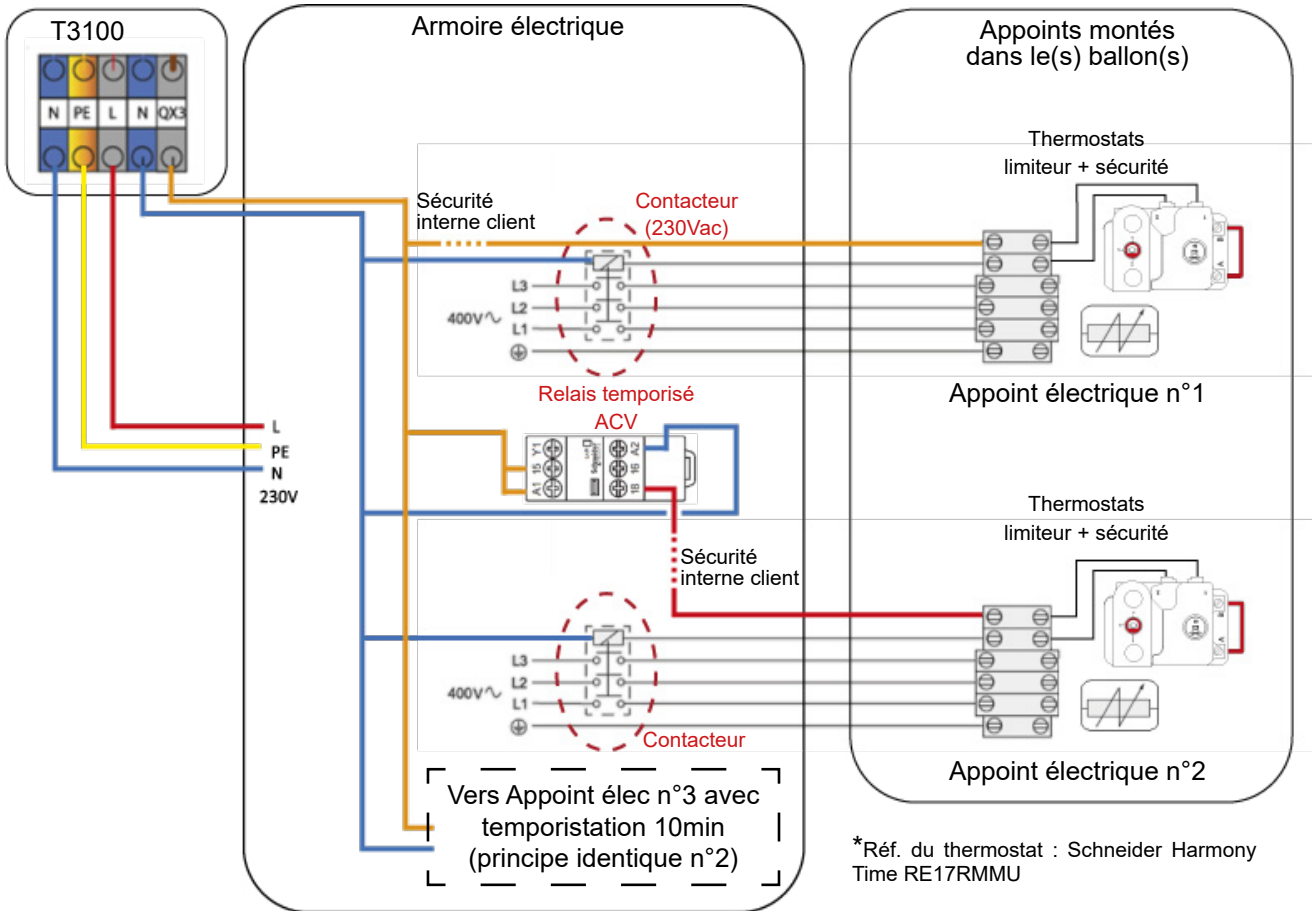 T3100
N PE L N QX3
Armoire électrique
Appoints montés
dans le(s) ballon(s)
Sécurité
interne client
Contacteur
(230Vac)
Thermostats
limiteur + sécurité
L3
L2
400V
L1
Appoint électrique n°1
Relais temporisé
ACV
Y1
15
A1
A2
16
18
L
PE
N
230V
Sécurité
interne client
Thermostats
limiteur + sécurité
L3
L2
400V
L1
Contacteur
Appoint électrique n°2
Vers Appoint élec n°3 avec
temporistation 10min
(principe identique n°2)
*Réf. du thermostat : Schneider Harmony
Time RE17RMMU